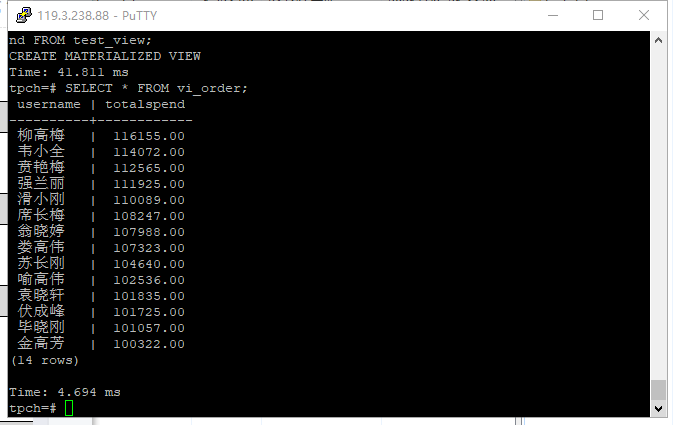 119.3.238.88 - PuTTY
nd FROM test_view;
CREATE MATERIALIZED VIEW
Time: 41.811 ms
tpch=# SELECT * FROM vi_order;
 username | totalspend
----------+------------
 柳高梅   |  116155.00
 韦小全   |  114072.00
 贲艳梅   |  112565.00
 强兰丽   |  111925.00
 滑小刚   |  110089.00
 席长梅   |  108247.00
 翁晓婷   |  107988.00
 娄高伟   |  107323.00
 苏长刚   |  104640.00
 喻高伟   |  102536.00
 袁晓轩   |  101835.00
 伏成峰   |  101725.00
 毕晓刚   |  101057.00
 金高芳   |  100322.00
(14 rows)
Time: 4.694 ms
tpch=#